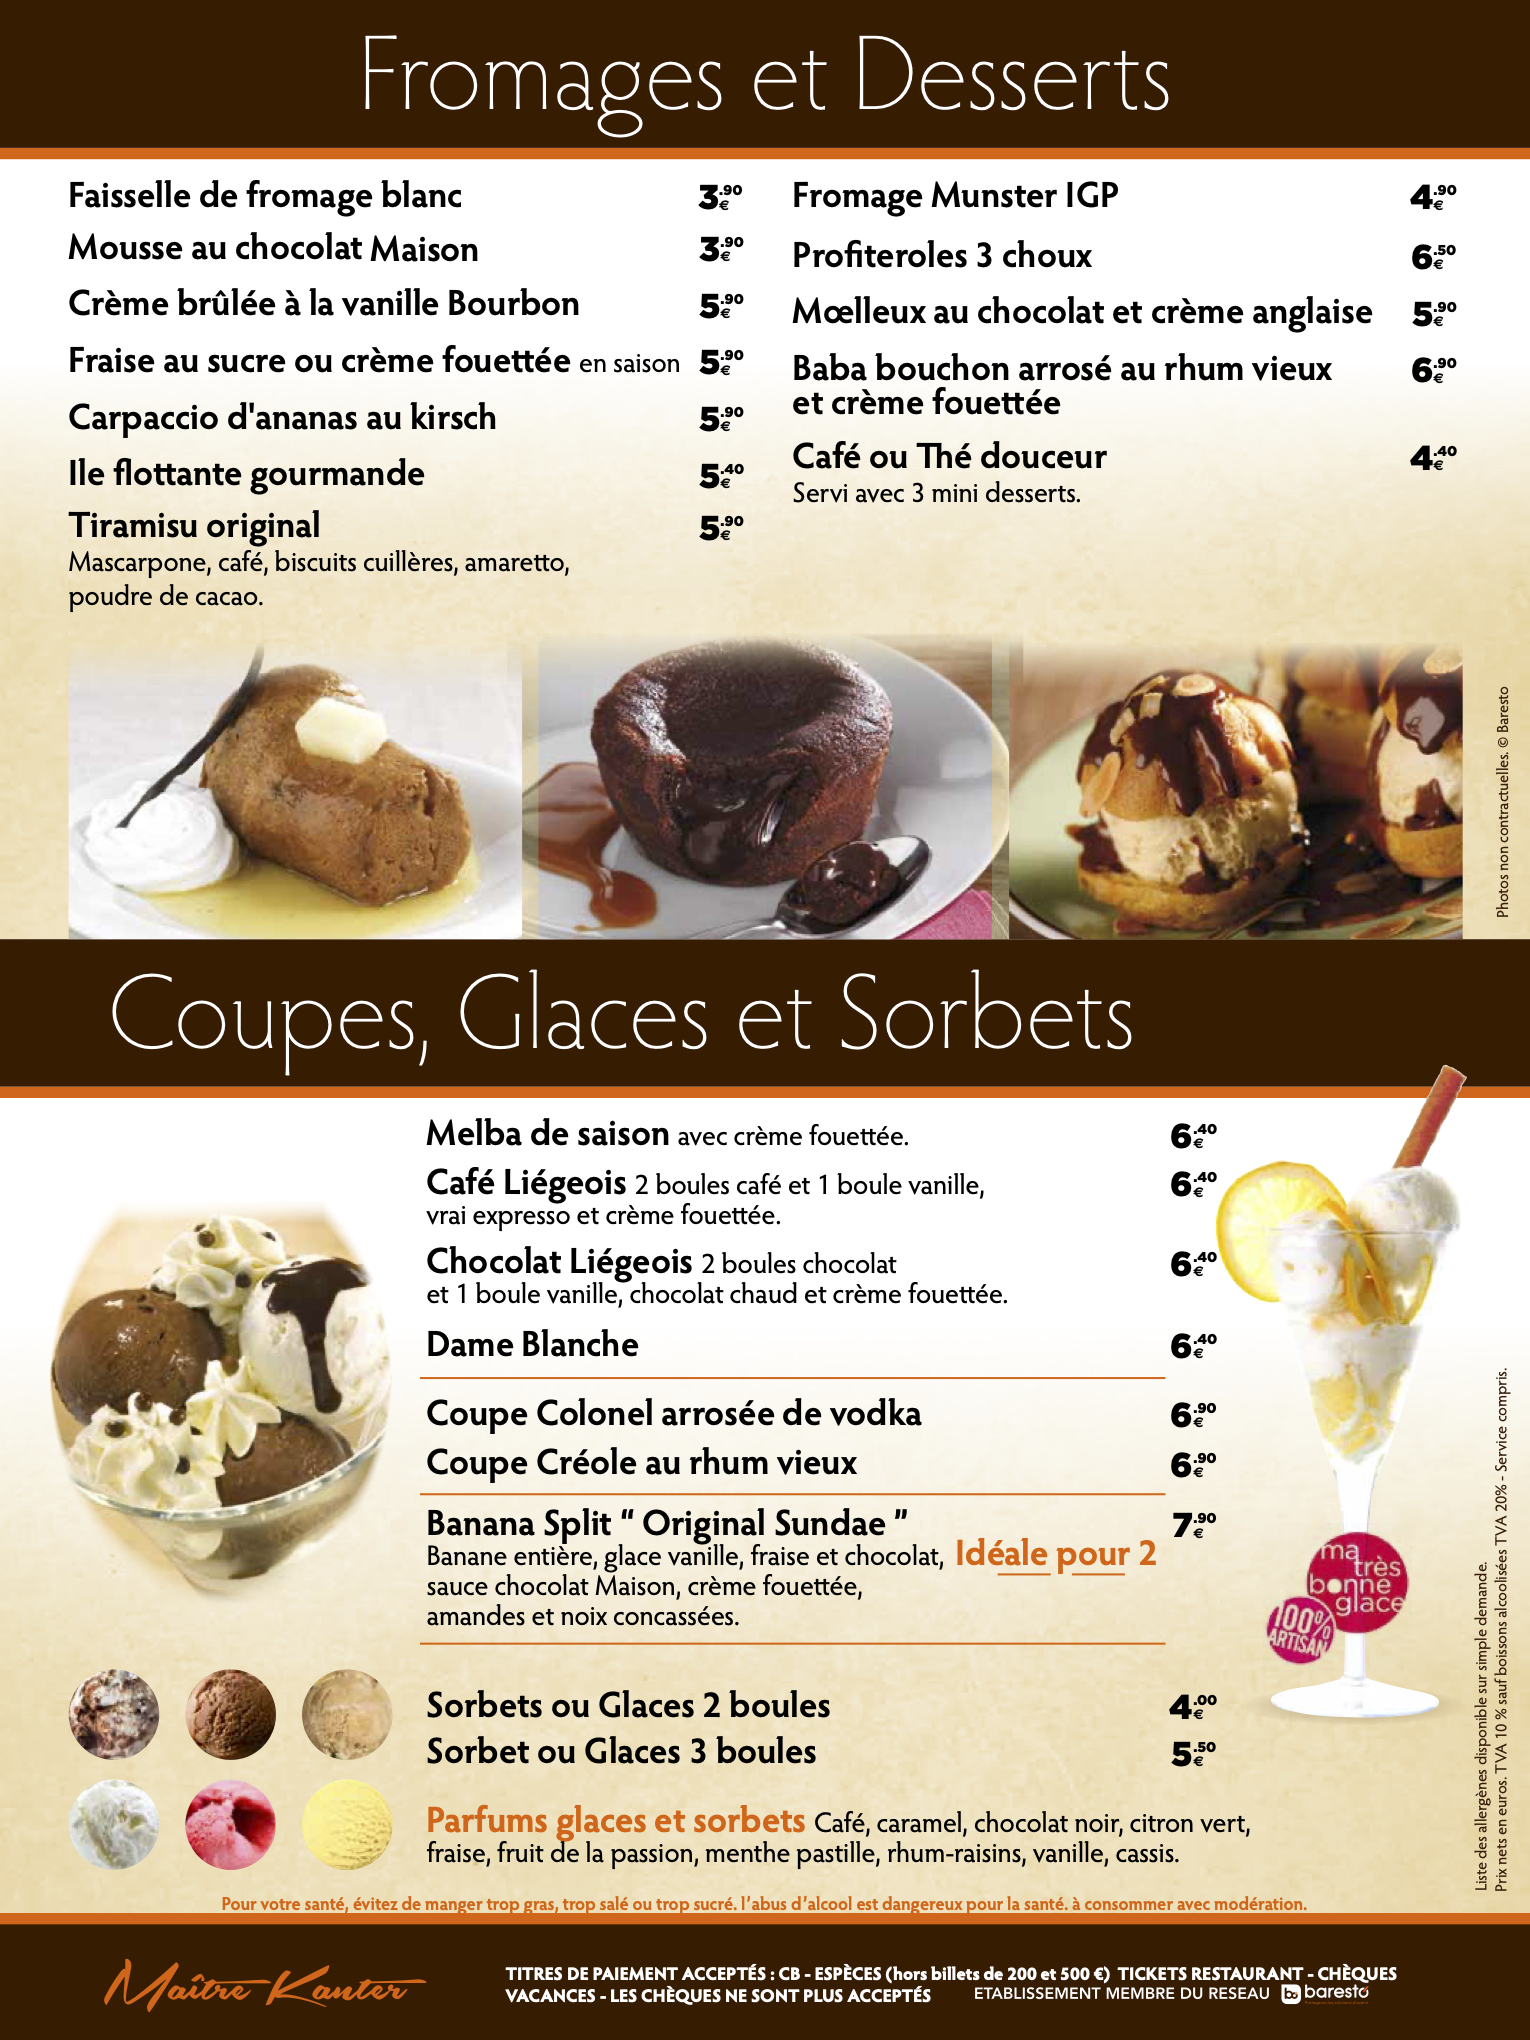 Fromages et Desserts
Faisselle de fromage blanc 3€.90
Mousse au chocolat Maison 3€.90
Crème brûlée à la vanille Bourbon 5€.90
Fraise au sucre ou crème fouettée en saison 5€.90
Carpaccio d'ananas au kirsch 5€.90
Ile flottante gourmande 5€.40
Tiramisu original 5€.90
Mascarpone, café, biscuits cuillères, amaretto,
poudre de cacao.
Fromage Munster IGP 4€.90
Profiteroles 3 choux 6€.50
Mœlleux au chocolat et crème anglaise 5€.90
Baba bouchon arrosé au rhum vieux 6€.90
et crème fouettée
Café ou Thé douceur 4€.40
Servi avec 3 mini desserts.
Photos non contractuelles. © Baresto
Coupes, Glaces et Sorbets
Melba de saison avec crème fouettée. 6€.40
Café Liégeois 2 boules café et 1 boule vanille, 6€.40
vrai expresso et crème fouettée.
Chocolat Liégeois 2 boules chocolat 6€.40
et 1 boule vanille, chocolat chaud et crème fouettée.
Dame Blanche 6€.40
Coupe Colonel arrosée de vodka 6€.90
Coupe Créole au rhum vieux 6€.90
Banana Split " Original Sundae " 7€.90
Banane entière, glace vanille, fraise et chocolat, Idéale pour 2
sauce chocolat Maison, crème fouettée,
amandes et noix concassées.
ma
très
bonne
glace
100%
ARTISAN
Sorbets ou Glaces 2 boules 4€.00
Sorbet ou Glaces 3 boules 5€.50
Parfums glaces et sorbets Café, caramel, chocolat noir, citron vert,
fraise, fruit de la passion, menthe pastille, rhum-raisins, vanille, cassis.
Liste des allergènes disponible sur simple demande.
Prix nets en euros. TVA 10 % sauf boissons alcoolisées TVA 20% - Service compris.
Pour votre santé, évitez de manger trop gras, trop salé ou trop sucré. l'abus d'alcool est dangereux pour la santé. à consommer avec modération.
Maître Kanter
TITRES DE PAIEMENT ACCEPTÉS : CB - ESPÈCES (hors billets de 200 et 500 €) TICKETS RESTAURANT - CHÈQUES
VACANCES - LES CHÈQUES NE SONT PLUS ACCEPTÉS ETABLISSEMENT MEMBRE DU RESEAU baresto